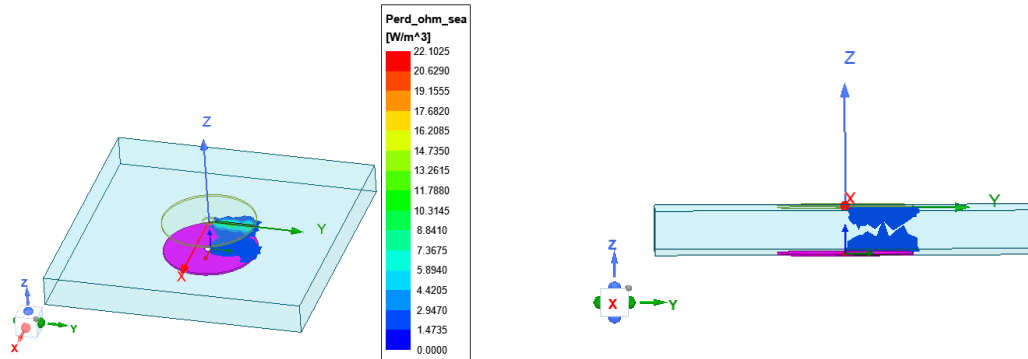 Perd_ohm_sea
[W/m^3]
22.1025
20.6290
19.1555
17.6820
16.2085
14.7350
13.2615
11.7880
10.3145
8.8410
7.3675
5.8940
4.4205
2.9470
1.4735
0.0000
Z
Y
X
Z
Y
X
Z
X
Y
Z
X
Y